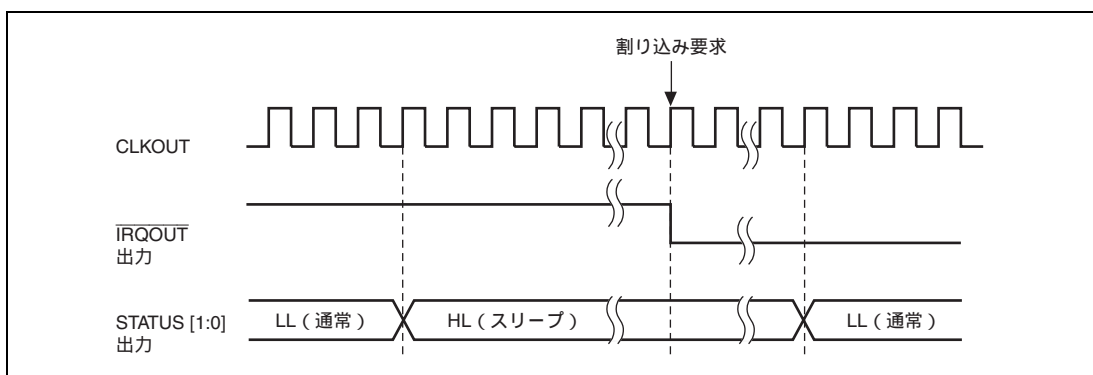 割り込み要求
CLKOUT
IRQOUT
出力
STATUS [1:0]
出力
LL（通常）
HL（スリープ）
LL（通常）